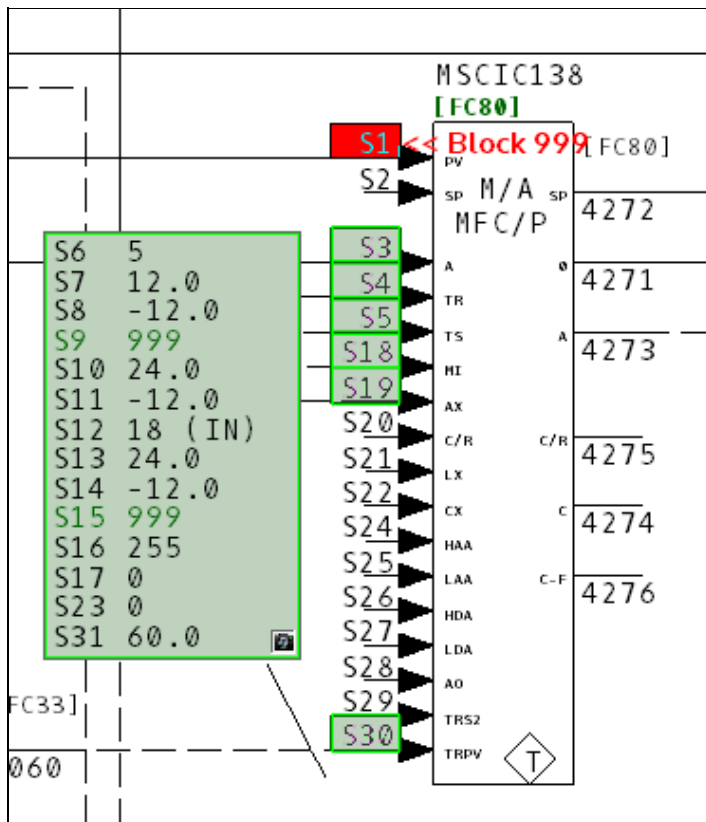 MSCIC138
[FC80]
S1 << Block 999 [FC80]
PV
S2
SP M/A SP
MFC/P 4272
S3
A 0 4271
S4
TR
S5
TS A 4273
S18
MI
S19
AX
S20
C/R C/R 4275
S21
LX
S22
CX C 4274
S24
HAA
S25
LAA C-F 4276
S26
HDA
S27
LDA
S28
AO
S29
TRS2
S30
TRPV T
S6 5
S7 12.0
S8 -12.0
S9 999
S10 24.0
S11 -12.0
S12 18 (IN)
S13 24.0
S14 -12.0
S15 999
S16 255
S17 0
S23 0
S31 60.0
FC33]
060